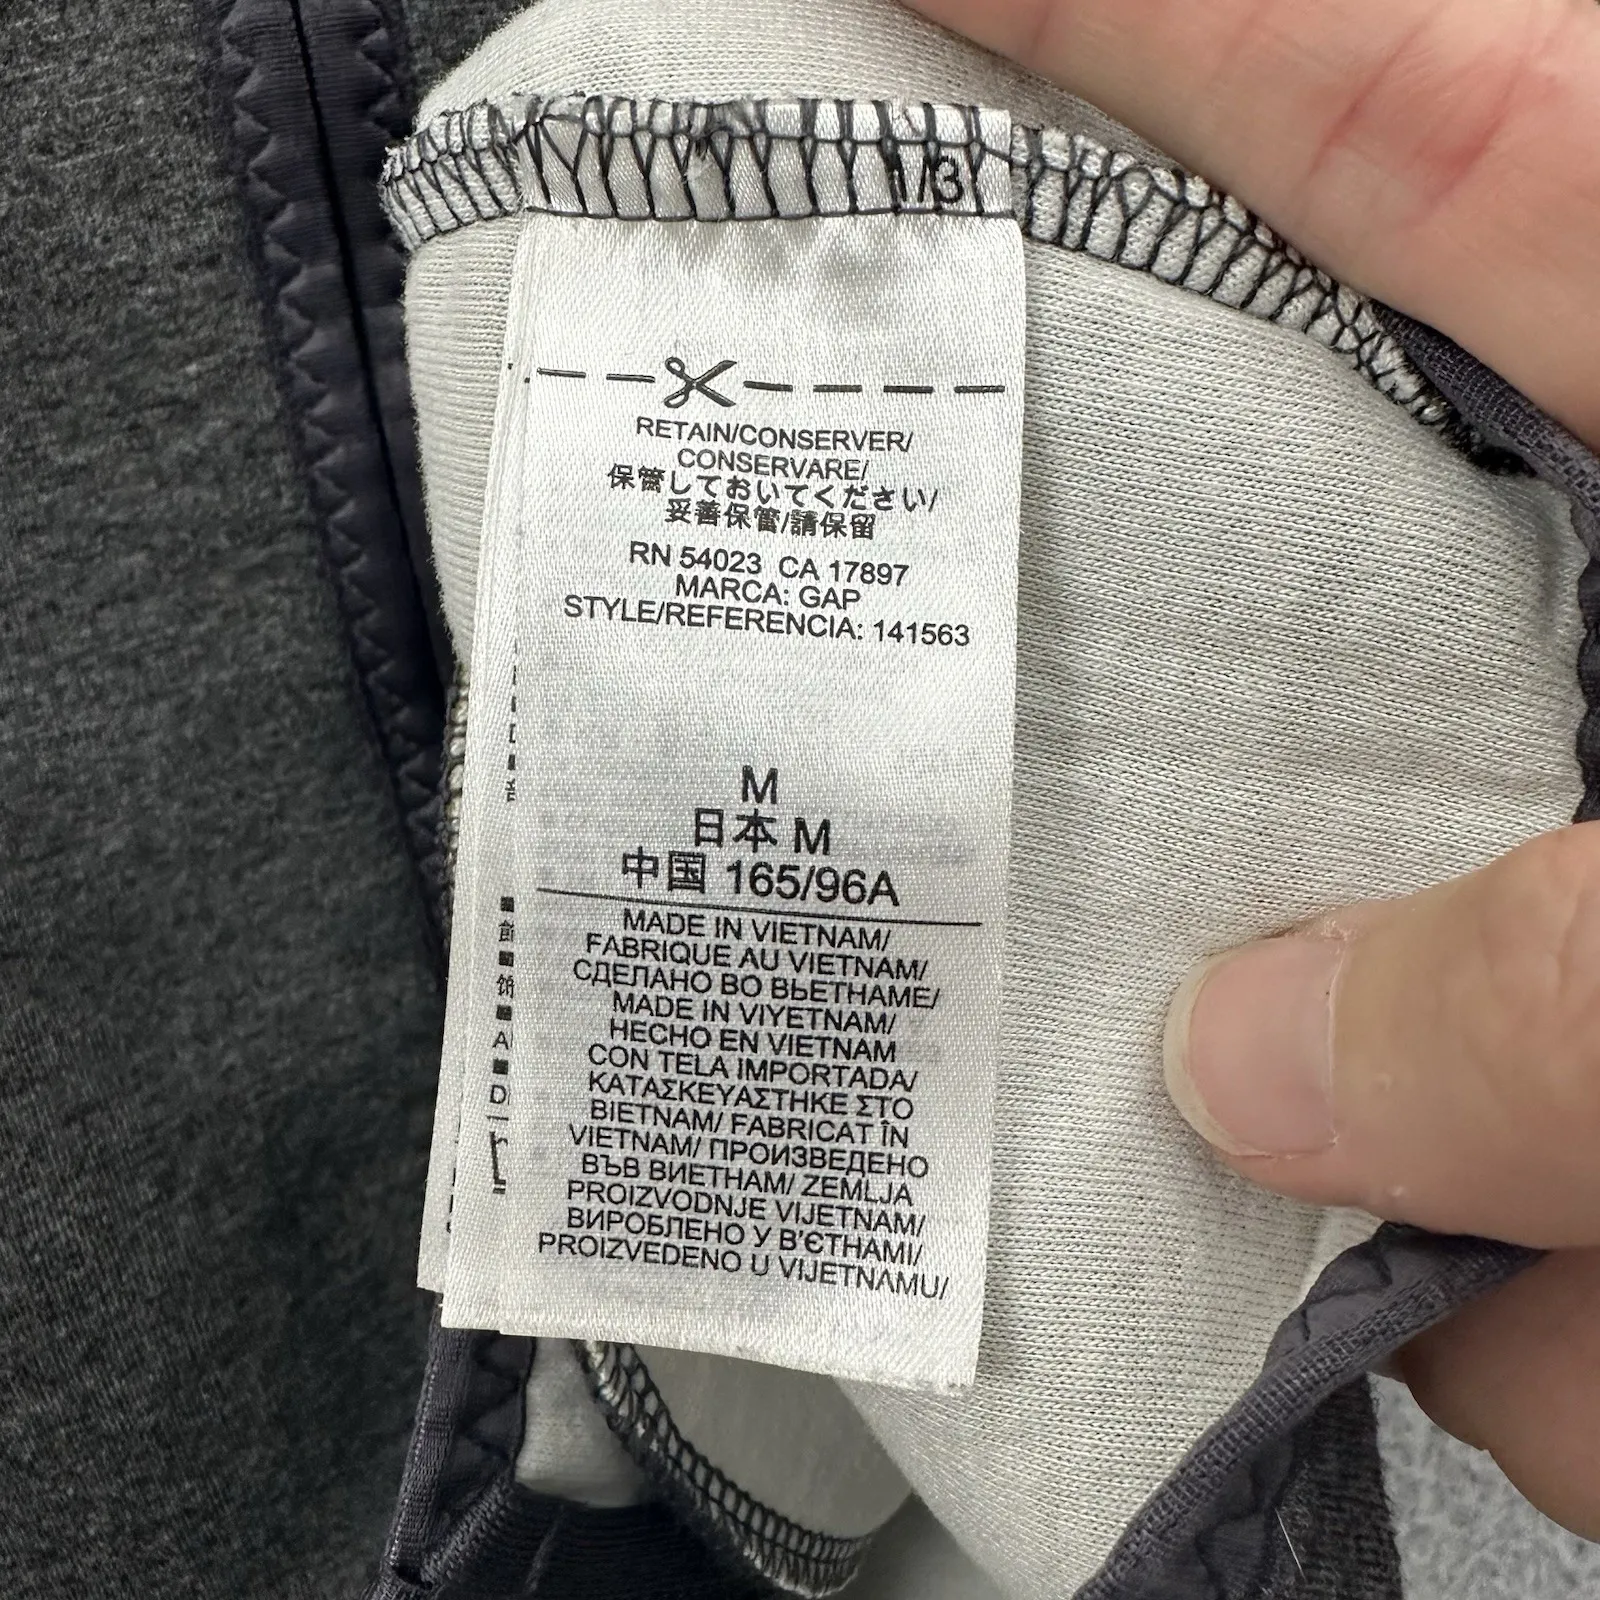 1/3
RETAIN/CONSERVER/
CONSERVARE/
保管しておいてください/
妥善保管/請保留
RN 54023 CA 17897
MARCA: GAP
STYLE/REFERENCIA: 141563
M
日本 M
中国 165/96A
MADE IN VIETNAM/
FABRIQUE AU VIETNAM/
СДЕЛАНО ВО ВЬЕТНАМЕ/
MADE IN VIYETNAM/
HECHO EN VIETNAM
CON TELA IMPORTADA/
ΚΑΤΑΣΚΕΥΑΣΤΗΚΕ ΣΤΟ
ΒΙΕΤΝΑΜ/ FABRICAT ÎN
VIETNAM/ ПРОИЗВЕДЕНО
ВЪВ ВИЕТНАМ/ ZEMLJA
PROIZVODNJE VIJETNAM/
ВИРОБЛЕНО У В'ЄТНАМІ/
PROIZVEDENO U VIJETNAMU/